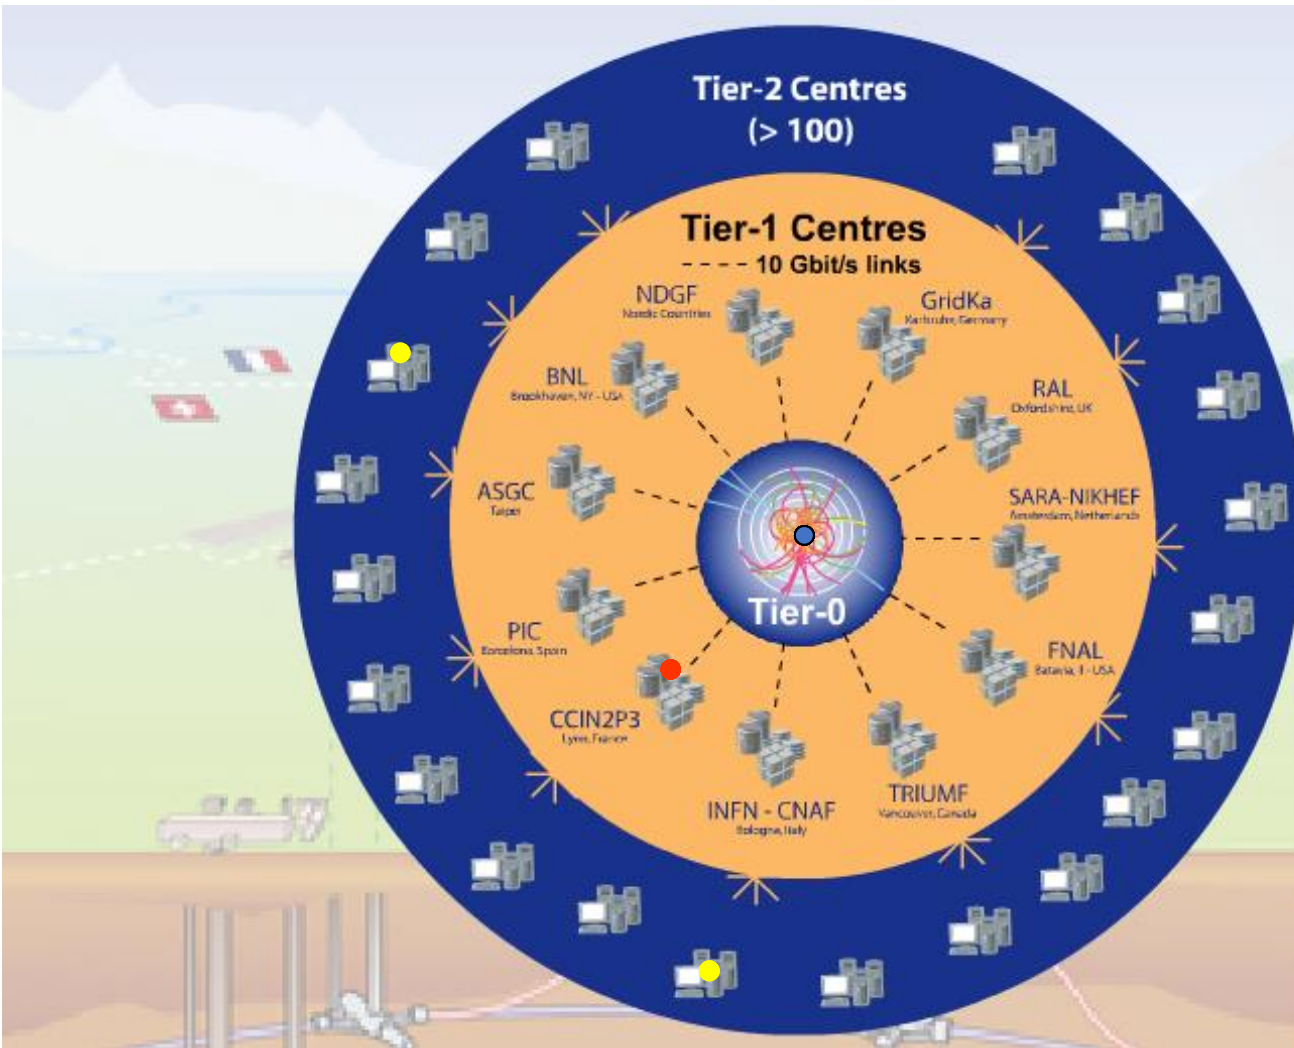 Tier-2 Centres
(> 100)
Tier-1 Centres
---- 10 Gbit/s links
NDGF
Nordic Countries
GridKa
Karlsruhe, Germany
BNL
Brookhaven, NY - USA
RAL
Oxfordshire, UK
ASGC
Taipei
SARA-NIKHEF
Amsterdam, Netherlands
Tier-0
PIC
Barcelona, Spain
FNAL
Batavia, Il - USA
CCIN2P3
Lyon, France
TRIUMF
Vancouver, Canada
INFN - CNAF
Bologna, Italy